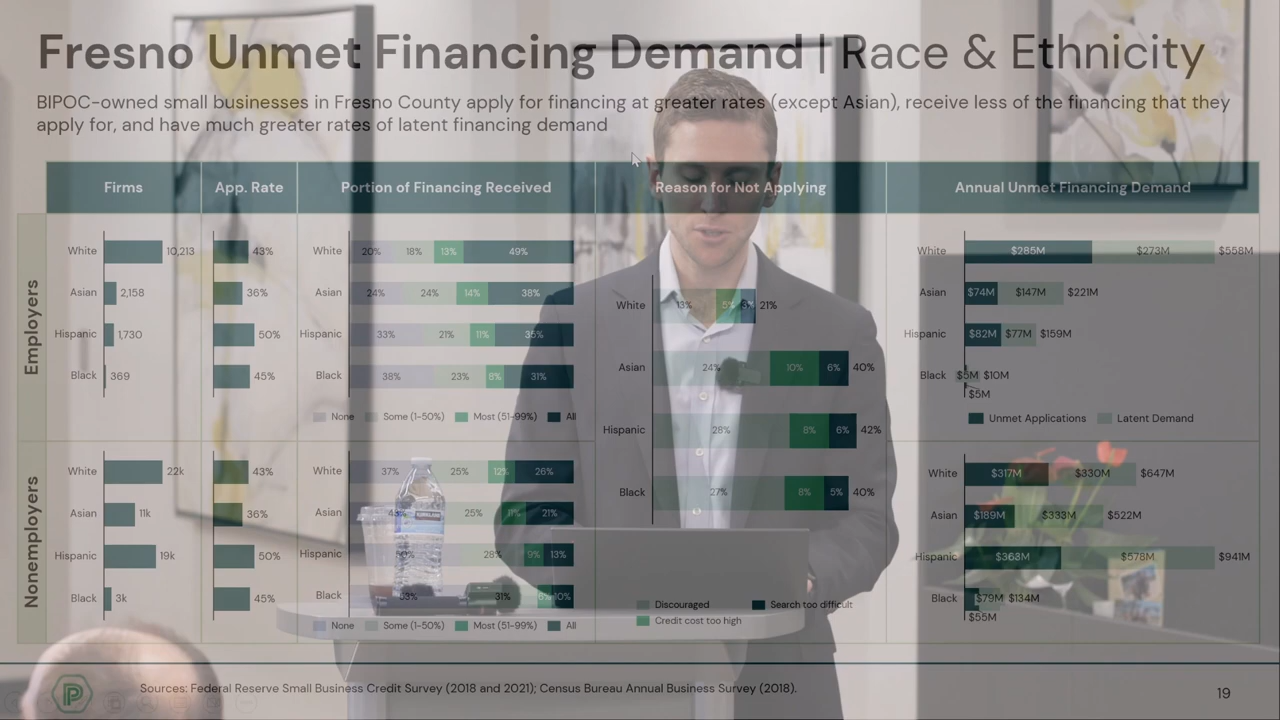 Fresno Unmet Financing Demand | Race & Ethnicity
BIPOC-owned small businesses in Fresno County apply for financing at greater rates (except Asian), receive less of the financing that they
apply for, and have much greater rates of latent financing demand
Firms App. Rate Portion of Financing Received Reason for Not Applying Annual Unmet Financing Demand
Employers
White 10,213
Asian 2,158
Hispanic 1,730
Black 369
43%
36%
50%
45%
White 20% 18% 13% 49%
Asian 24% 24% 14% 38%
Hispanic 33% 21% 11% 35%
Black 38% 23% 8% 31%
None Some (1-50%) Most (51-99%) All
White 13% 5% 21%
Asian 24% 10% 6% 40%
Hispanic 28% 8% 6% 42%
Black 27% 8% 5% 40%
Discouraged Search too difficult
Credit cost too high
White $285M $273M $558M
Asian $74M $147M $221M
Hispanic $82M $77M $159M
Black $5M $10M
$5M
Unmet Applications Latent Demand
Nonemployers
White 22k
Asian 11k
Hispanic 19k
Black 3k
43%
36%
50%
45%
White 37% 25% 12% 26%
Asian 43% 25% 11% 21%
Hispanic 50% 28% 9% 13%
Black 53% 31% 6% 10%
None Some (1-50%) Most (51-99%) All
White $317M $330M $647M
Asian $189M $333M $522M
Hispanic $363M $578M $941M
Black $79M $134M
$55M
P
Sources: Federal Reserve Small Business Credit Survey (2018 and 2021); Census Bureau Annual Business Survey (2018).
19